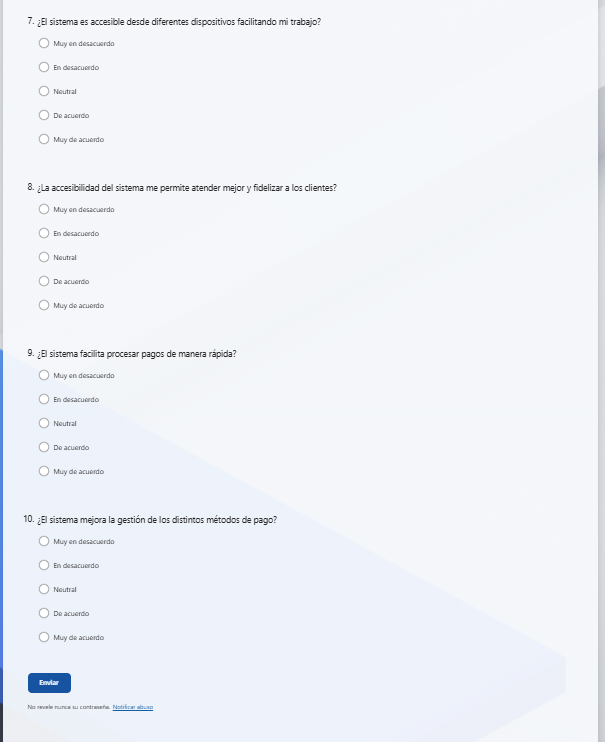 7. ¿El sistema es accesible desde diferentes dispositivos facilitando mi trabajo?
Muy en desacuerdo
En desacuerdo
Neutral
De acuerdo
Muy de acuerdo
8. ¿La accesibilidad del sistema me permite atender mejor y fidelizar a los clientes?
Muy en desacuerdo
En desacuerdo
Neutral
De acuerdo
Muy de acuerdo
9. ¿El sistema facilita procesar pagos de manera rápida?
Muy en desacuerdo
En desacuerdo
Neutral
De acuerdo
Muy de acuerdo
10. ¿El sistema mejora la gestión de los distintos métodos de pago?
Muy en desacuerdo
En desacuerdo
Neutral
De acuerdo
Muy de acuerdo
Enviar
No revele nunca su contraseña. Notificar abuso